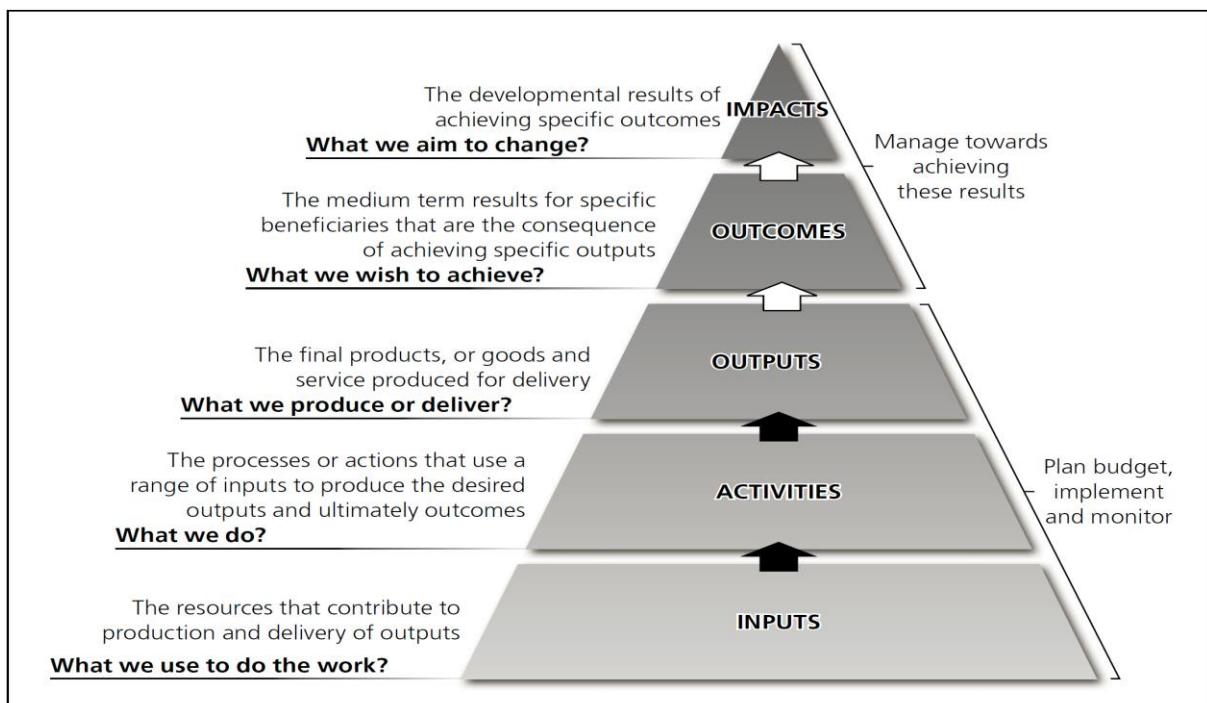 The developmental results of
achieving specific outcomes
What we aim to change?
IMPACTS
Manage towards
achieving
these results
The medium term results for specific
beneficiaries that are the consequence
of achieving specific outputs
What we wish to achieve?
OUTCOMES
The final products, or goods and
service produced for delivery
What we produce or deliver?
OUTPUTS
The processes or actions that use a
range of inputs to produce the desired
outputs and ultimately outcomes
What we do?
ACTIVITIES
Plan budget,
implement
and monitor
The resources that contribute to
production and delivery of outputs
What we use to do the work?
INPUTS